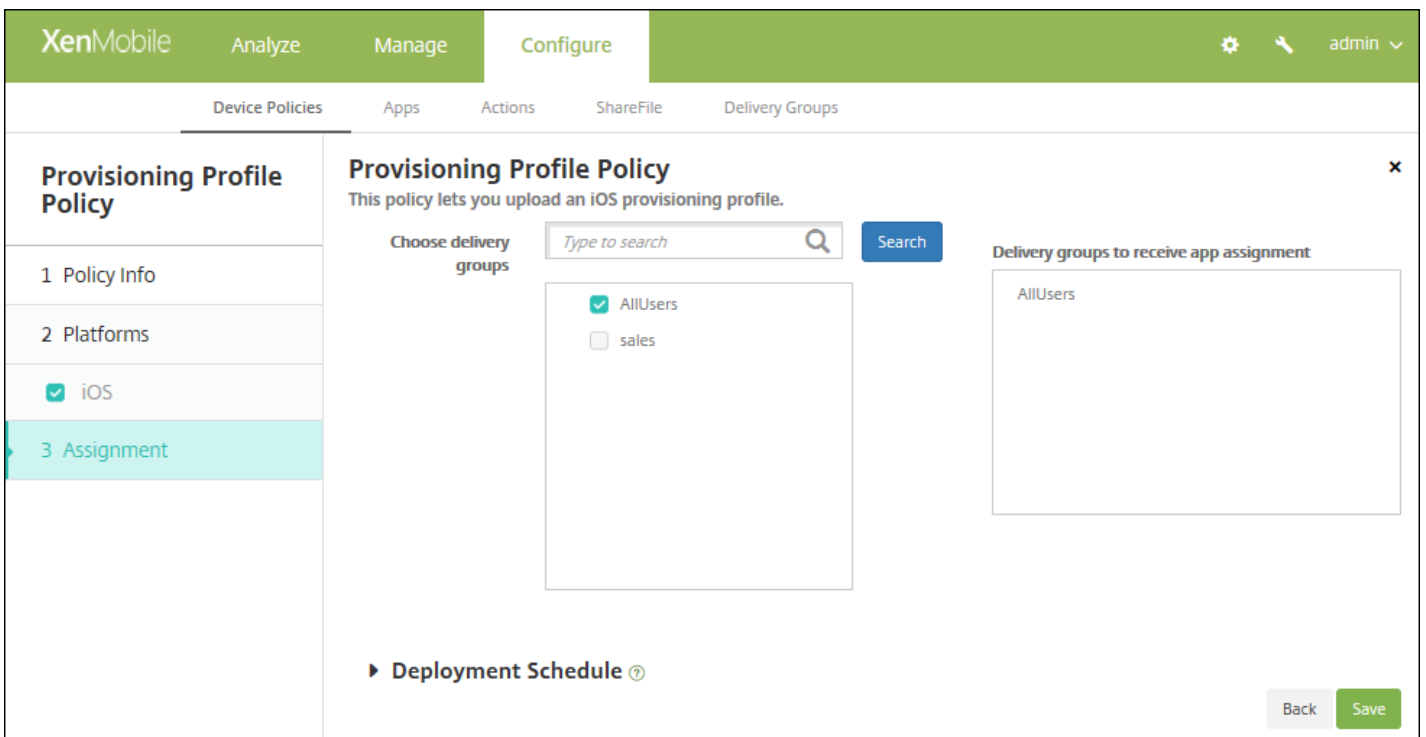 XenMobile Analyze Manage Configure admin
Device Policies Apps Actions ShareFile Delivery Groups
Provisioning Profile
Policy
1 Policy Info
2 Platforms
iOS
3 Assignment
Provisioning Profile Policy
This policy lets you upload an iOS provisioning profile.
Choose delivery
groups
Type to search
Search
AllUsers
sales
Delivery groups to receive app assignment
AllUsers
Deployment Schedule ?
Back Save